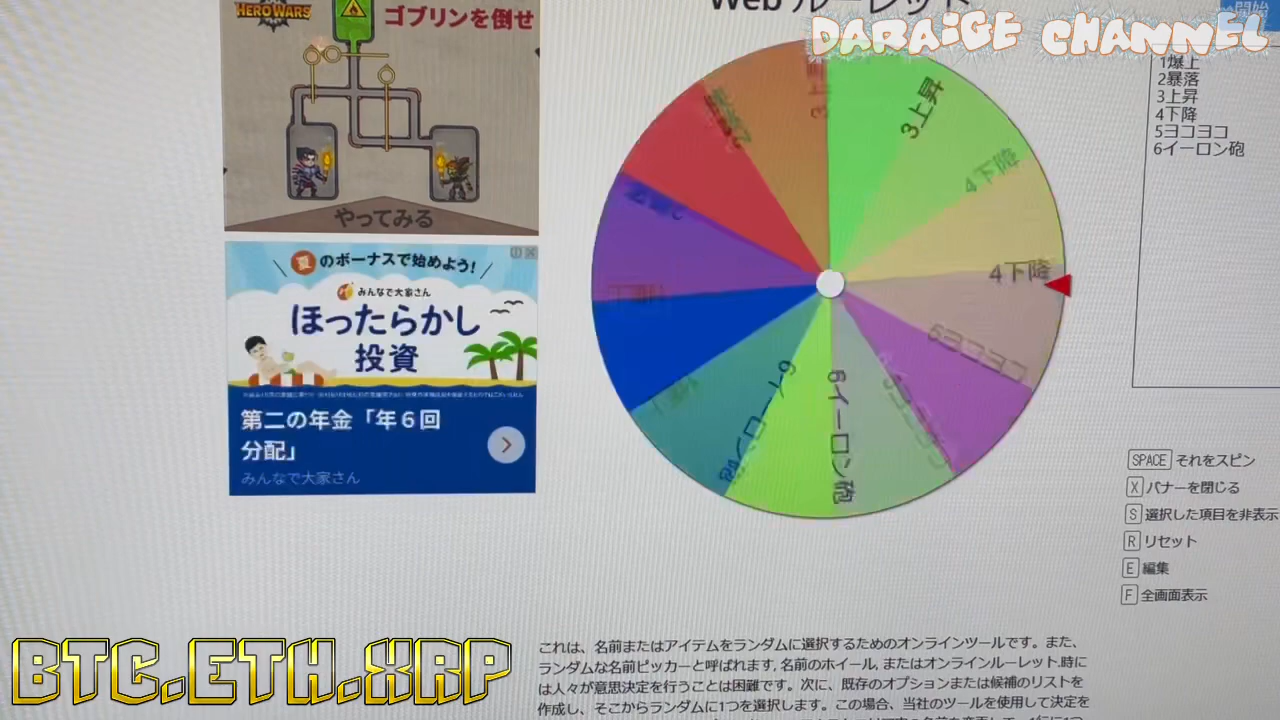 HERO WARS
ゴブリンを倒せ
やってみる
夏のボーナスで始めよう!
みんなで大家さん
ほったらかし
投資
第二の年金「年６回
分配」
みんなで大家さん
Web ルーレット
DARAIGE CHANNEL
開始
3上昇
4下降
4下降
5ヨコヨコ
6イーロン砲
6イーロン砲
1爆上
2暴落
3上昇
4下降
5ヨコヨコ
6イーロン砲
SPACE それをスピン
X バナーを閉じる
S 選択した項目を非表示
R リセット
E 編集
F 全画面表示
BTC.ETH.XRP
これは、名前またはアイテムをランダムに選択するためのオンラインツールです。また、
ランダムな名前ピッカーと呼ばれます, 名前のホイール, またはオンラインルーレット.時に
は人々が意思決定を行うことは困難です。次に、既存のオプションまたは候補のリストを
作成し、そこからランダムに1つを選択します。この場合、当社のツールを使用して決定を